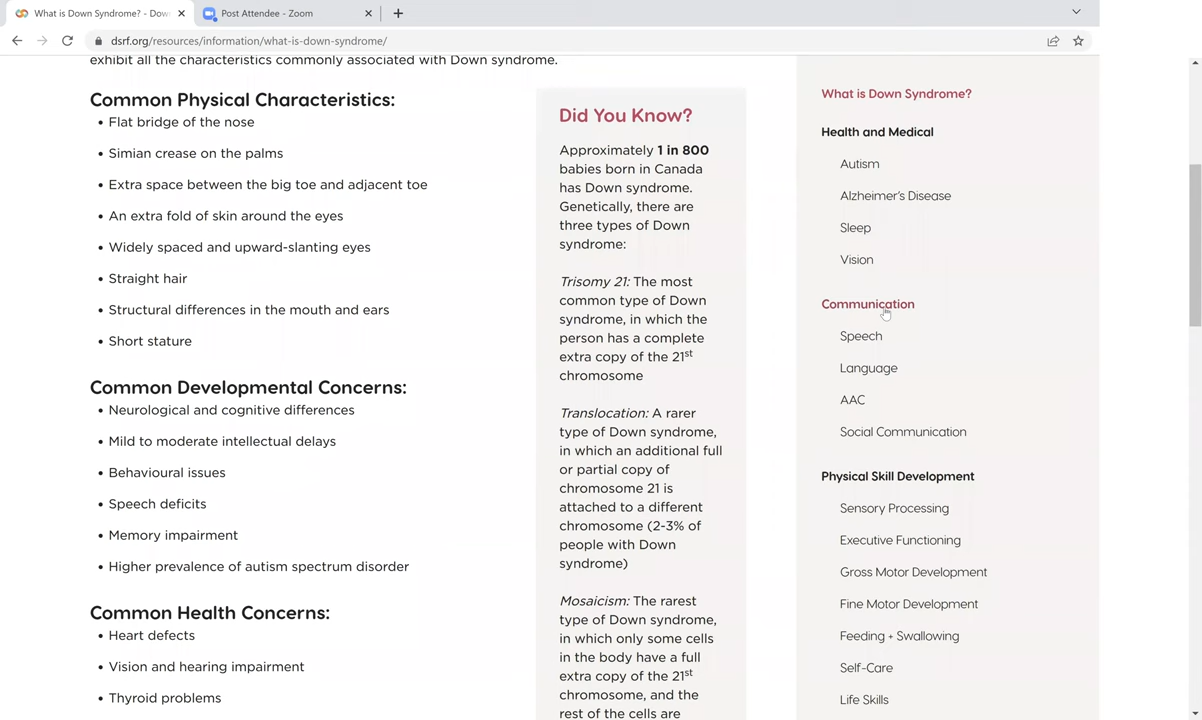 What is Down Syndrome? - Dow
Post Attendee - Zoom
dsrf.org/resources/information/what-is-down-syndrome/
exhibit all the characteristics commonly associated with Down syndrome.
Common Physical Characteristics:
• Flat bridge of the nose
• Simian crease on the palms
• Extra space between the big toe and adjacent toe
• An extra fold of skin around the eyes
• Widely spaced and upward-slanting eyes
• Straight hair
• Structural differences in the mouth and ears
• Short stature
Common Developmental Concerns:
• Neurological and cognitive differences
• Mild to moderate intellectual delays
• Behavioural issues
• Speech deficits
• Memory impairment
• Higher prevalence of autism spectrum disorder
Common Health Concerns:
• Heart defects
• Vision and hearing impairment
• Thyroid problems
Did You Know?
Approximately 1 in 800
babies born in Canada
has Down syndrome.
Genetically, there are
three types of Down
syndrome:
Trisomy 21: The most
common type of Down
syndrome, in which the
person has a complete
extra copy of the 21st
chromosome
Translocation: A rarer
type of Down syndrome,
in which an additional full
or partial copy of
chromosome 21 is
attached to a different
chromosome (2-3% of
people with Down
syndrome)
Mosaicism: The rarest
type of Down syndrome,
in which only some cells
in the body have a full
extra copy of the 21st
chromosome, and the
rest of the cells are
What is Down Syndrome?
Health and Medical
Autism
Alzheimer's Disease
Sleep
Vision
Communication
Speech
Language
AAC
Social Communication
Physical Skill Development
Sensory Processing
Executive Functioning
Gross Motor Development
Fine Motor Development
Feeding + Swallowing
Self-Care
Life Skills